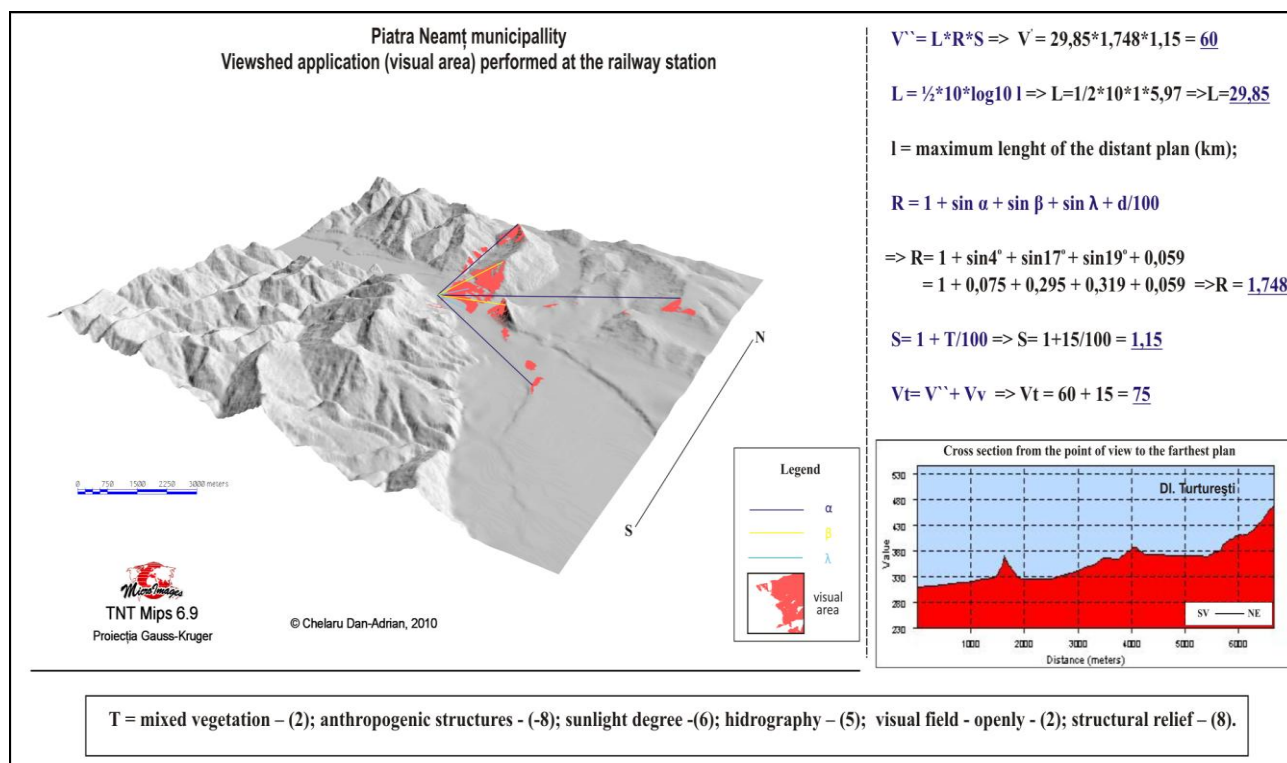 Piatra Neamţ municipallity
Viewshed application (visual area) performed at the railway station
N
S
0 750 1500 2250 3000 meters
MicroImages
TNT Mips 6.9
Proiecţia Gauss-Kruger
© Chelaru Dan-Adrian, 2010
Legend
α
β
λ
visual
area
V``= L*R*S => V`= 29,85*1,748*1,15 = 60
L = ½*10*log10 l => L=1/2*10*1*5,97 =>L=29,85
l = maximum lenght of the distant plan (km);
R = 1 + sin α + sin β + sin λ + d/100
=> R= 1 + sin4° + sin17° + sin19° + 0,059
= 1 + 0,075 + 0,295 + 0,319 + 0,059 =>R = 1,748
S= 1 + T/100 => S= 1+15/100 = 1,15
Vt= V``+ Vv => Vt = 60 + 15 = 75
Cross section from the point of view to the farthest plan
Dl. Turtureşti
Value
530
480
430
380
330
280
230
SV NE
1000 2000 3000 4000 5000 6000
Distance (meters)
T = mixed vegetation – (2); anthropogenic structures - (-8); sunlight degree -(6); hidrography – (5); visual field - openly - (2); structural relief – (8).